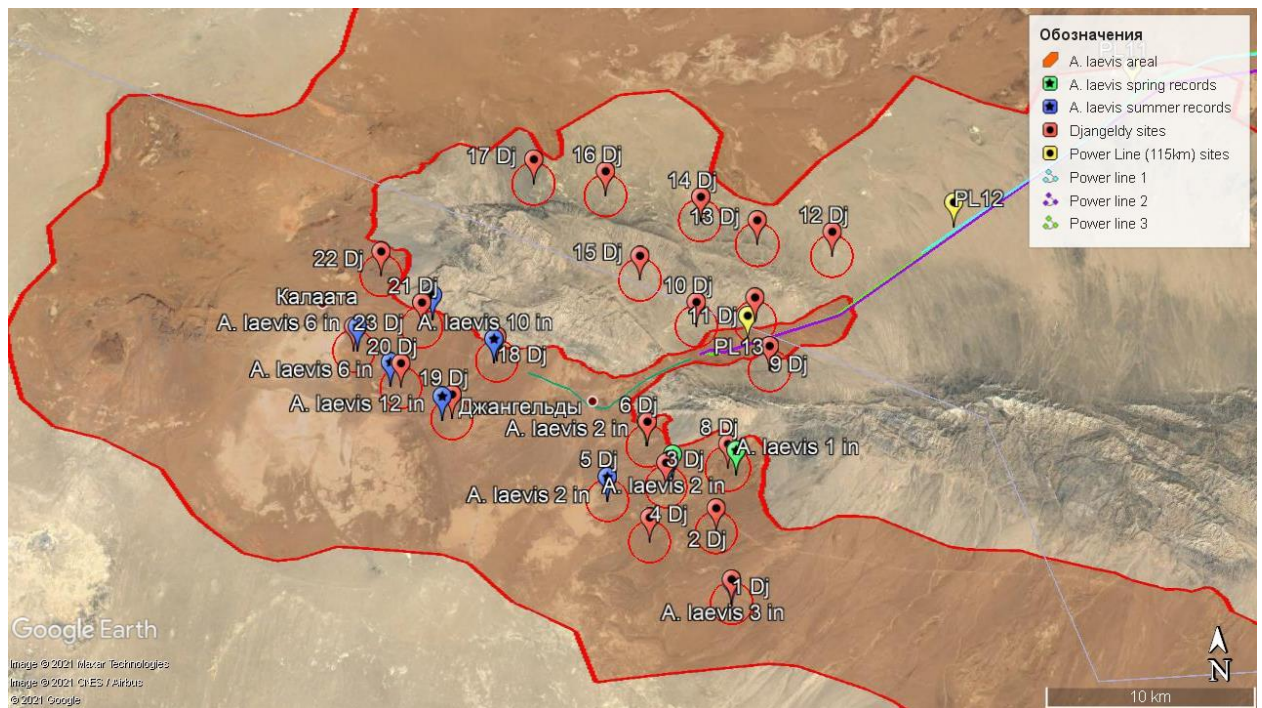 Обозначения
PL11
A. laevis areal
A. laevis spring records
A. laevis summer records
Djangeldy sites
Power Line (115km) sites
Power line 1
Power line 2
Power line 3
17 Dj
16 Dj
14 Dj
13 Dj
12 Dj
PL12
15 Dj
22 Dj
10 Dj
21 Dj
Калаата
11 Dj
A. laevis 6 in
23 Dj
A. laevis 10 in
PL13
20 Dj
18 Dj
9 Dj
A. laevis 6 in
19 Dj
A. laevis 12 in
Джангельды
6 Dj
A. laevis 2 in
8 Dj
A. laevis 1 in
5 Dj
3 Dj
A. laevis 2 in
A. laevis 2 in
4 Dj
2 Dj
1 Dj
A. laevis 3 in
Google Earth
Image © 2021 Maxar Technologies
Image © 2021 CNES / Airbus
© 2021 Google
N
10 km